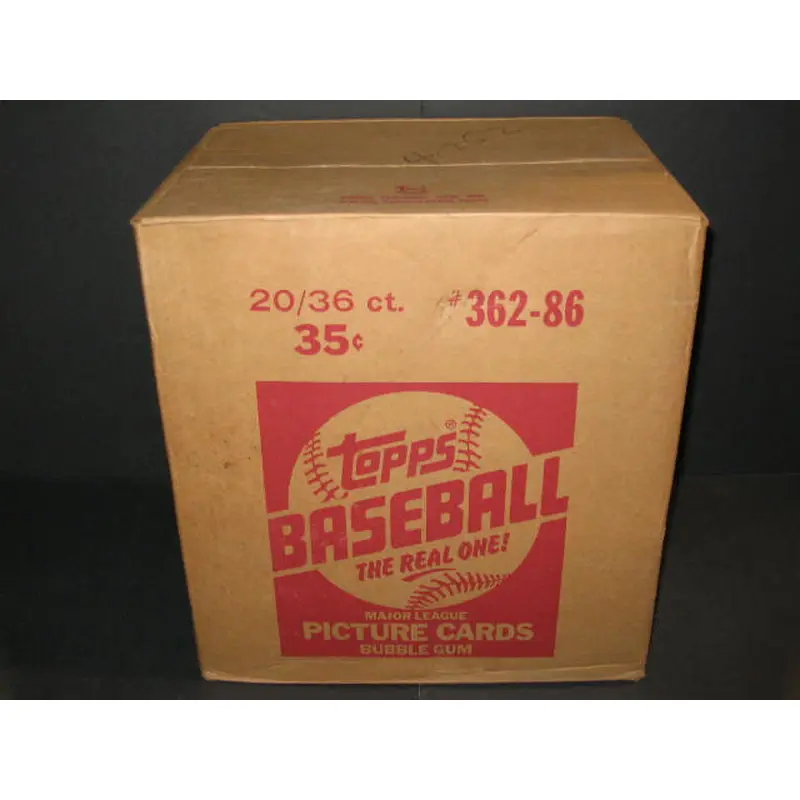 20/36 ct. #362-86
35¢
topps®
BASEBALL
THE REAL ONE!
MAJOR LEAGUE
PICTURE CARDS
BUBBLE GUM